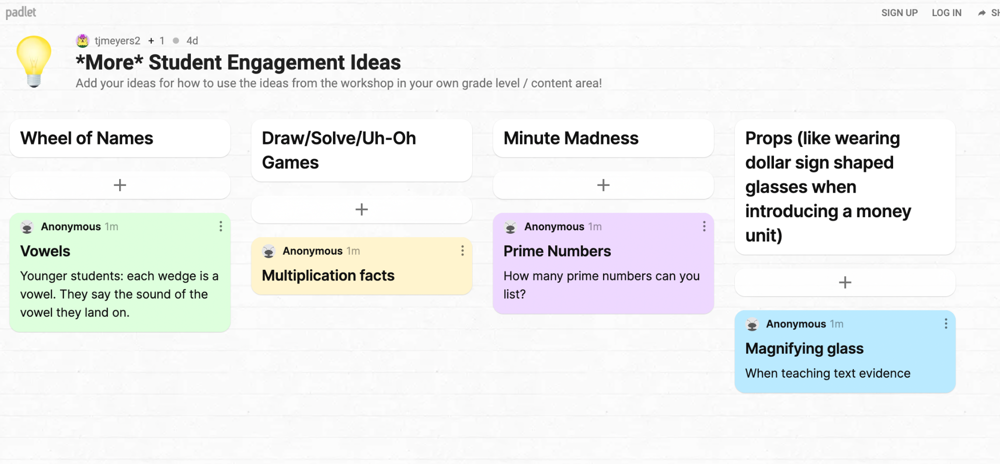 padlet
SIGN UP LOG IN SH
tjmeyers2 + 1 4d
*More* Student Engagement Ideas
Add your ideas for how to use the ideas from the workshop in your own grade level / content area!
Wheel of Names
Anonymous 1m
Vowels
Younger students: each wedge is a
vowel. They say the sound of the
vowel they land on.
Draw/Solve/Uh-Oh
Games
Anonymous 1m
Multiplication facts
Minute Madness
Anonymous 1m
Prime Numbers
How many prime numbers can you
list?
Props (like wearing
dollar sign shaped
glasses when
introducing a money
unit)
Anonymous 1m
Magnifying glass
When teaching text evidence